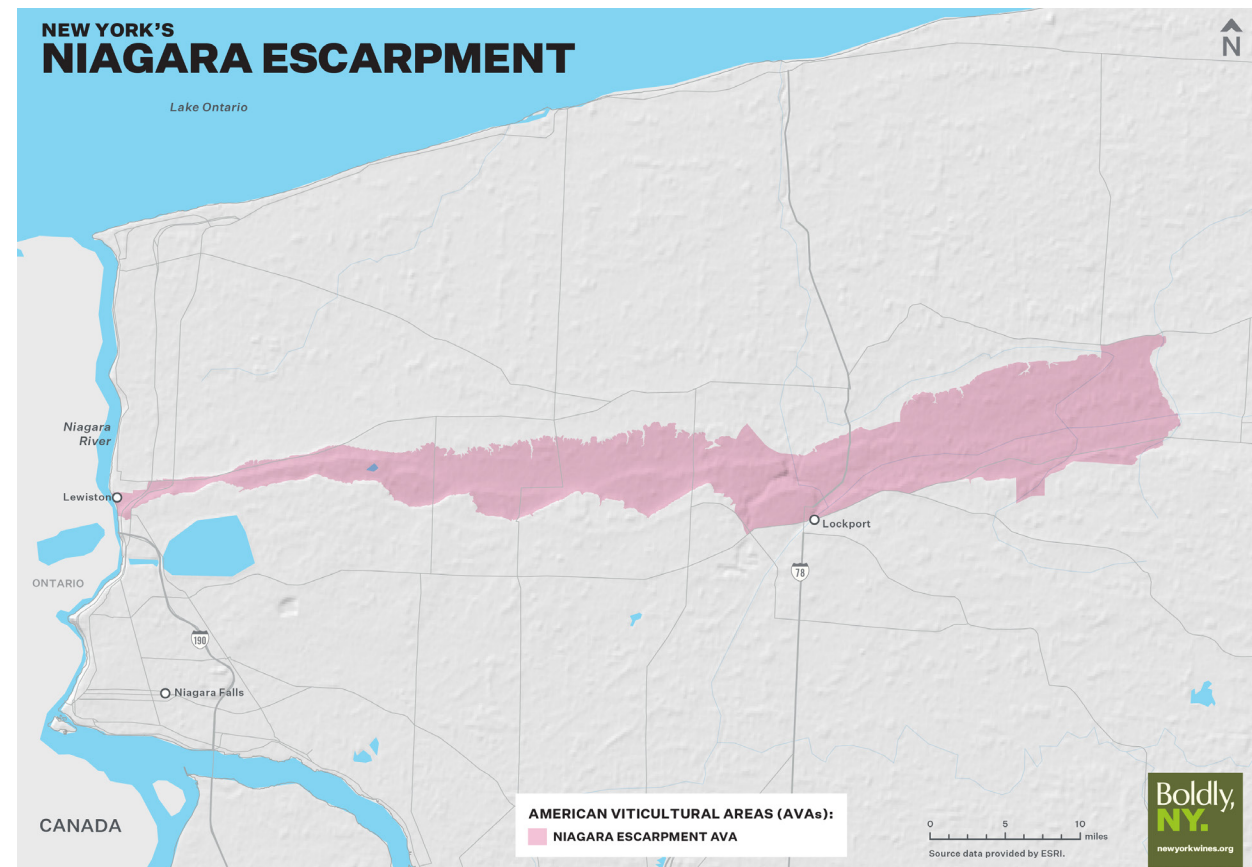 NEW YORK'S
NIAGARA ESCARPMENT
N
Lake Ontario
Niagara
River
Lewiston
Lockport
ONTARIO
78
190
Niagara Falls
CANADA
AMERICAN VITICULTURAL AREAS (AVAs):
NIAGARA ESCARPMENT AVA
0 5 10
miles
Source data provided by ESRI.
Boldly,
NY.
newyorkwines.org